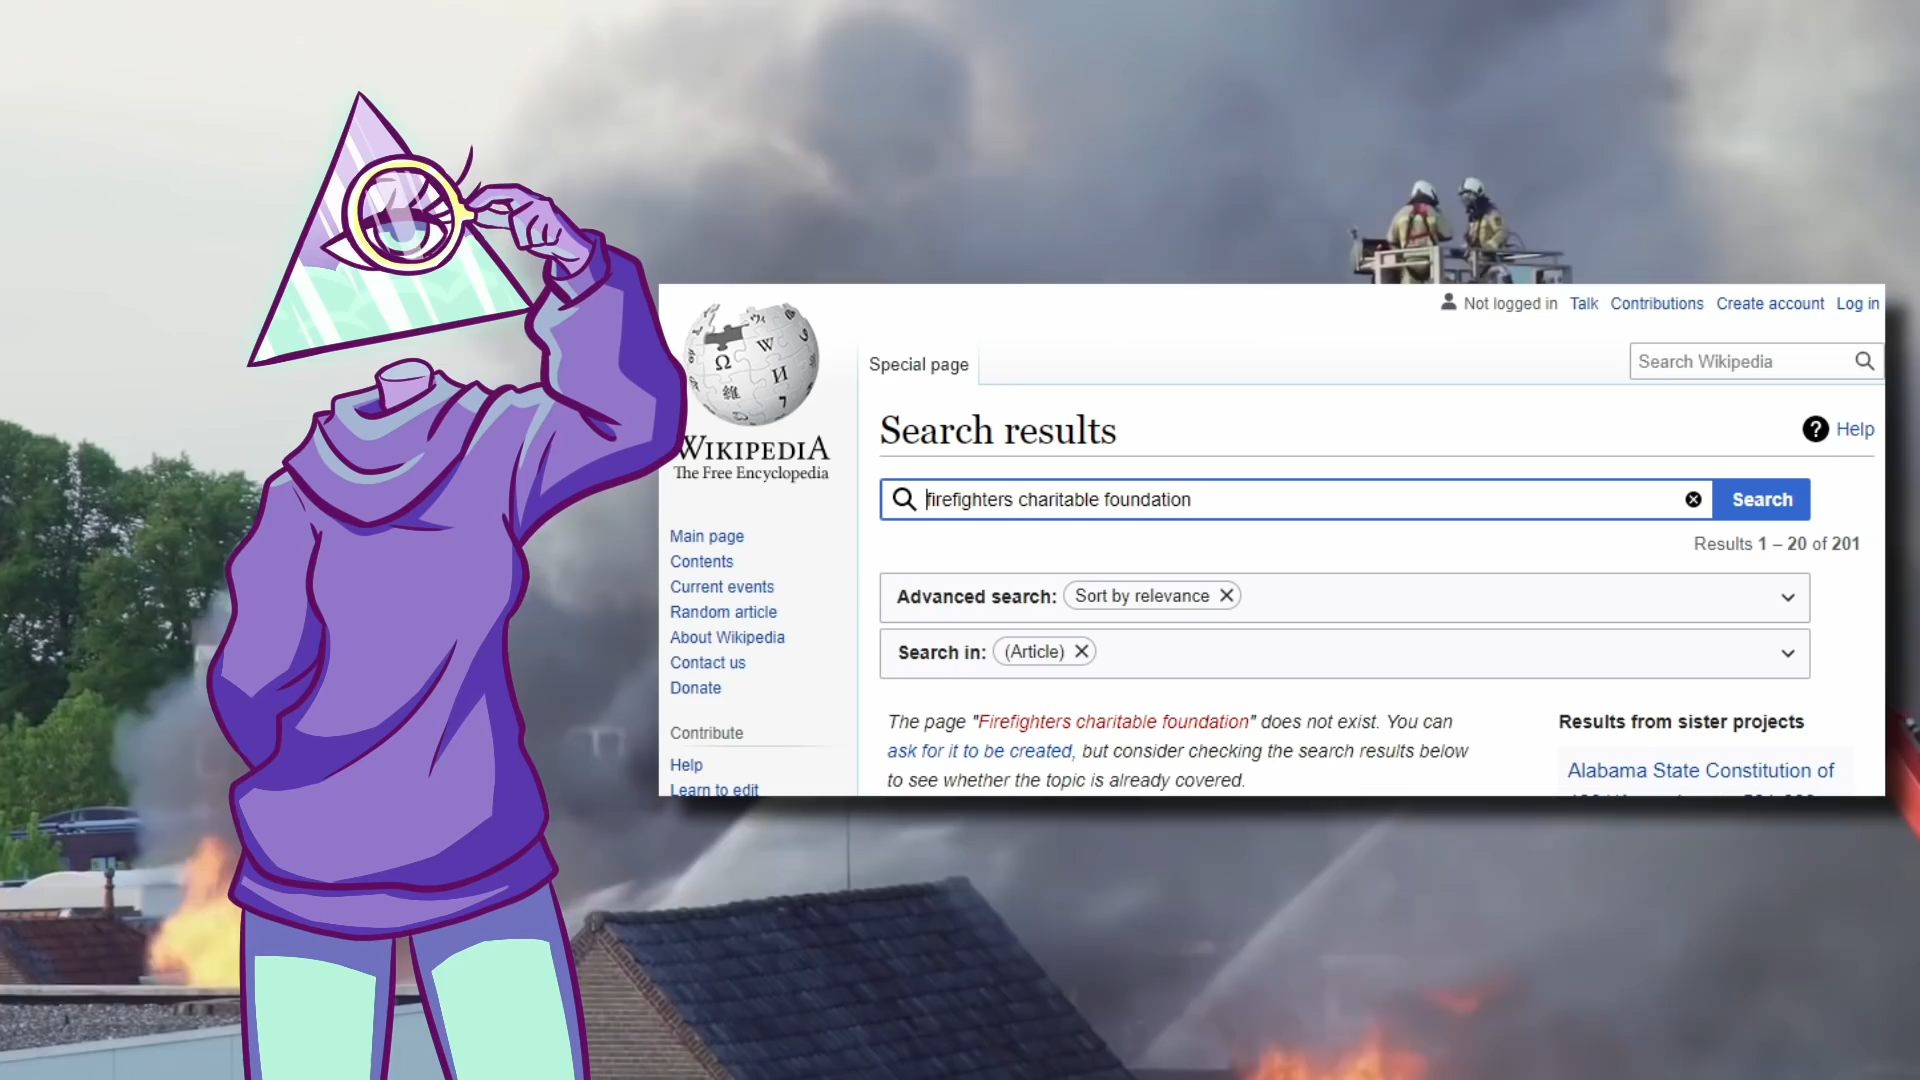 Not logged in Talk Contributions Create account Log in
Special page
Search Wikipedia
WIKIPEDIA
The Free Encyclopedia
Main page
Contents
Current events
Random article
About Wikipedia
Contact us
Donate
Contribute
Help
Learn to edit
Search results
Help
firefighters charitable foundation
Search
Results 1 – 20 of 201
Advanced search: Sort by relevance
Search in: (Article)
The page "Firefighters charitable foundation" does not exist. You can
ask for it to be created, but consider checking the search results below
to see whether the topic is already covered.
Results from sister projects
Alabama State Constitution of